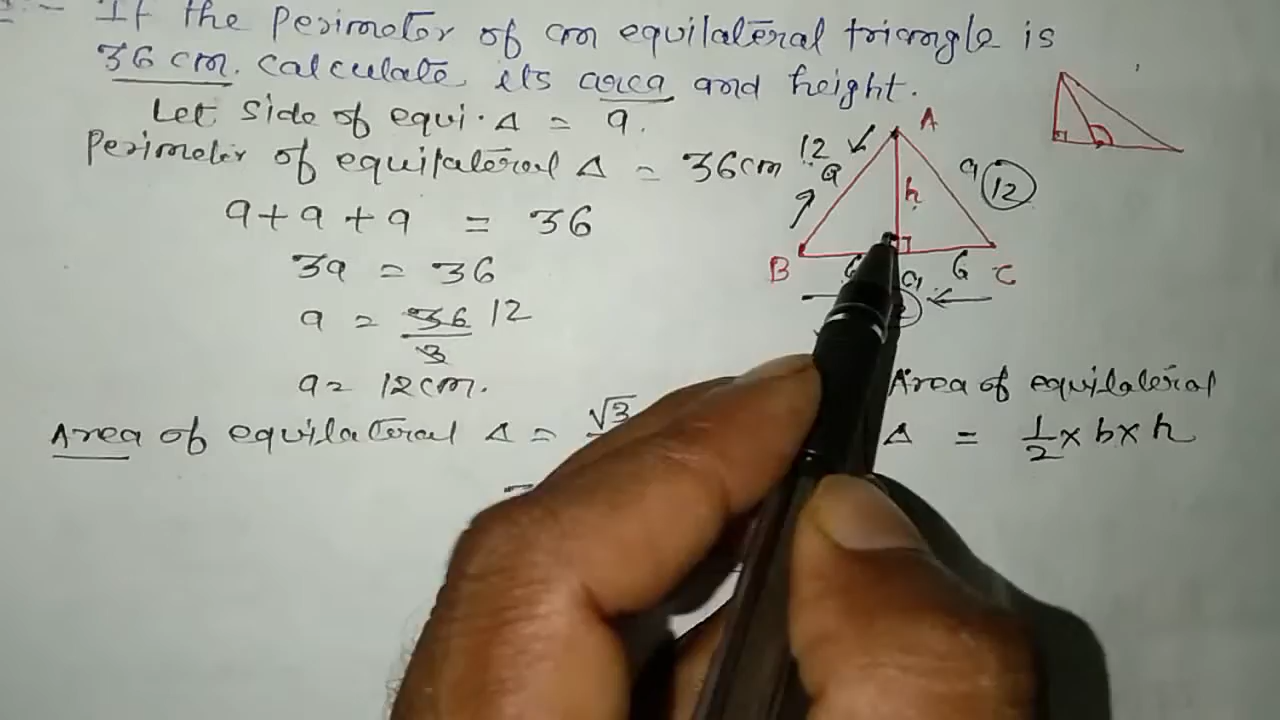 - If the perimeter of an equilateral triangle is
36 cm. calculate its area and height.
Let side of equi. Δ = a.
Perimeter of equilateral Δ = 36cm
a + a + a = 36
3a = 36
a = 36/3 12
a = 12cm.
Area of equilateral Δ = √3
=
A
12
a
a
h
a
12
B
6
a
6
C
Area of equilateral
Δ = 1/2 x b x h